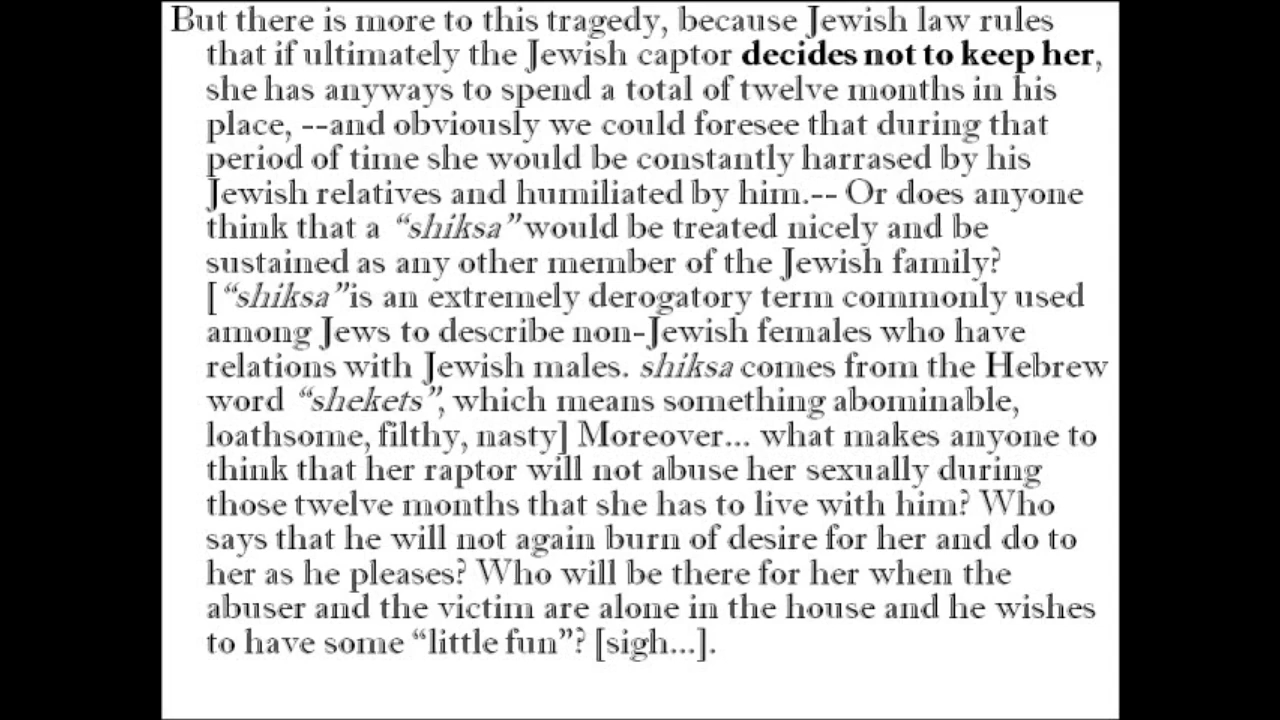 But there is more to this tragedy, because Jewish law rules
that if ultimately the Jewish captor decides not to keep her,
she has anyways to spend a total of twelve months in his
place, --and obviously we could foresee that during that
period of time she would be constantly harrased by his
Jewish relatives and humiliated by him.-- Or does anyone
think that a “shiksa” would be treated nicely and be
sustained as any other member of the Jewish family?
[“shiksa” is an extremely derogatory term commonly used
among Jews to describe non-Jewish females who have
relations with Jewish males. shiksa comes from the Hebrew
word “shekets”, which means something abominable,
loathsome, filthy, nasty] Moreover... what makes anyone to
think that her raptor will not abuse her sexually during
those twelve months that she has to live with him? Who
says that he will not again burn of desire for her and do to
her as he pleases? Who will be there for her when the
abuser and the victim are alone in the house and he wishes
to have some “little fun”? [sigh...].